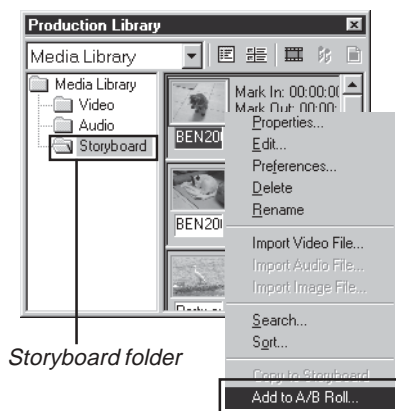 Production Library
Media Library
Media Library
Video
Audio
Storyboard
Mark In: 00:00:00
Mark Out: 00:00:
BEN20
BEN20
Properties...
Edit...
Preferences...
Delete
Rename
Import Video File...
Import Audio File...
Import Image File...
Search...
Sort...
Copy to Storyboard
Add to A/B Roll...
Storyboard folder